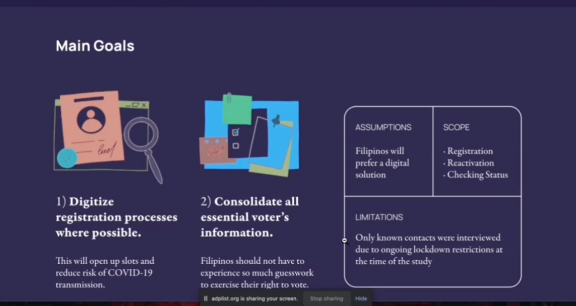 Main Goals
1) Digitize
registration processes
where possible.
This will open up slots and
reduce risk of COVID-19
transmission.
2) Consolidate all
essential voter's
information.
Filipinos should not have to
experience so much guesswork
to exercise their right to vote.
ASSUMPTIONS
Filipinos will
prefer a digital
solution
SCOPE
- Registration
- Reactivation
- Checking Status
LIMITATIONS
Only known contacts were interviewed
due to ongoing lockdown restrictions at
the time of the study
adplist.org is sharing your screen.
Stop sharing
Hide